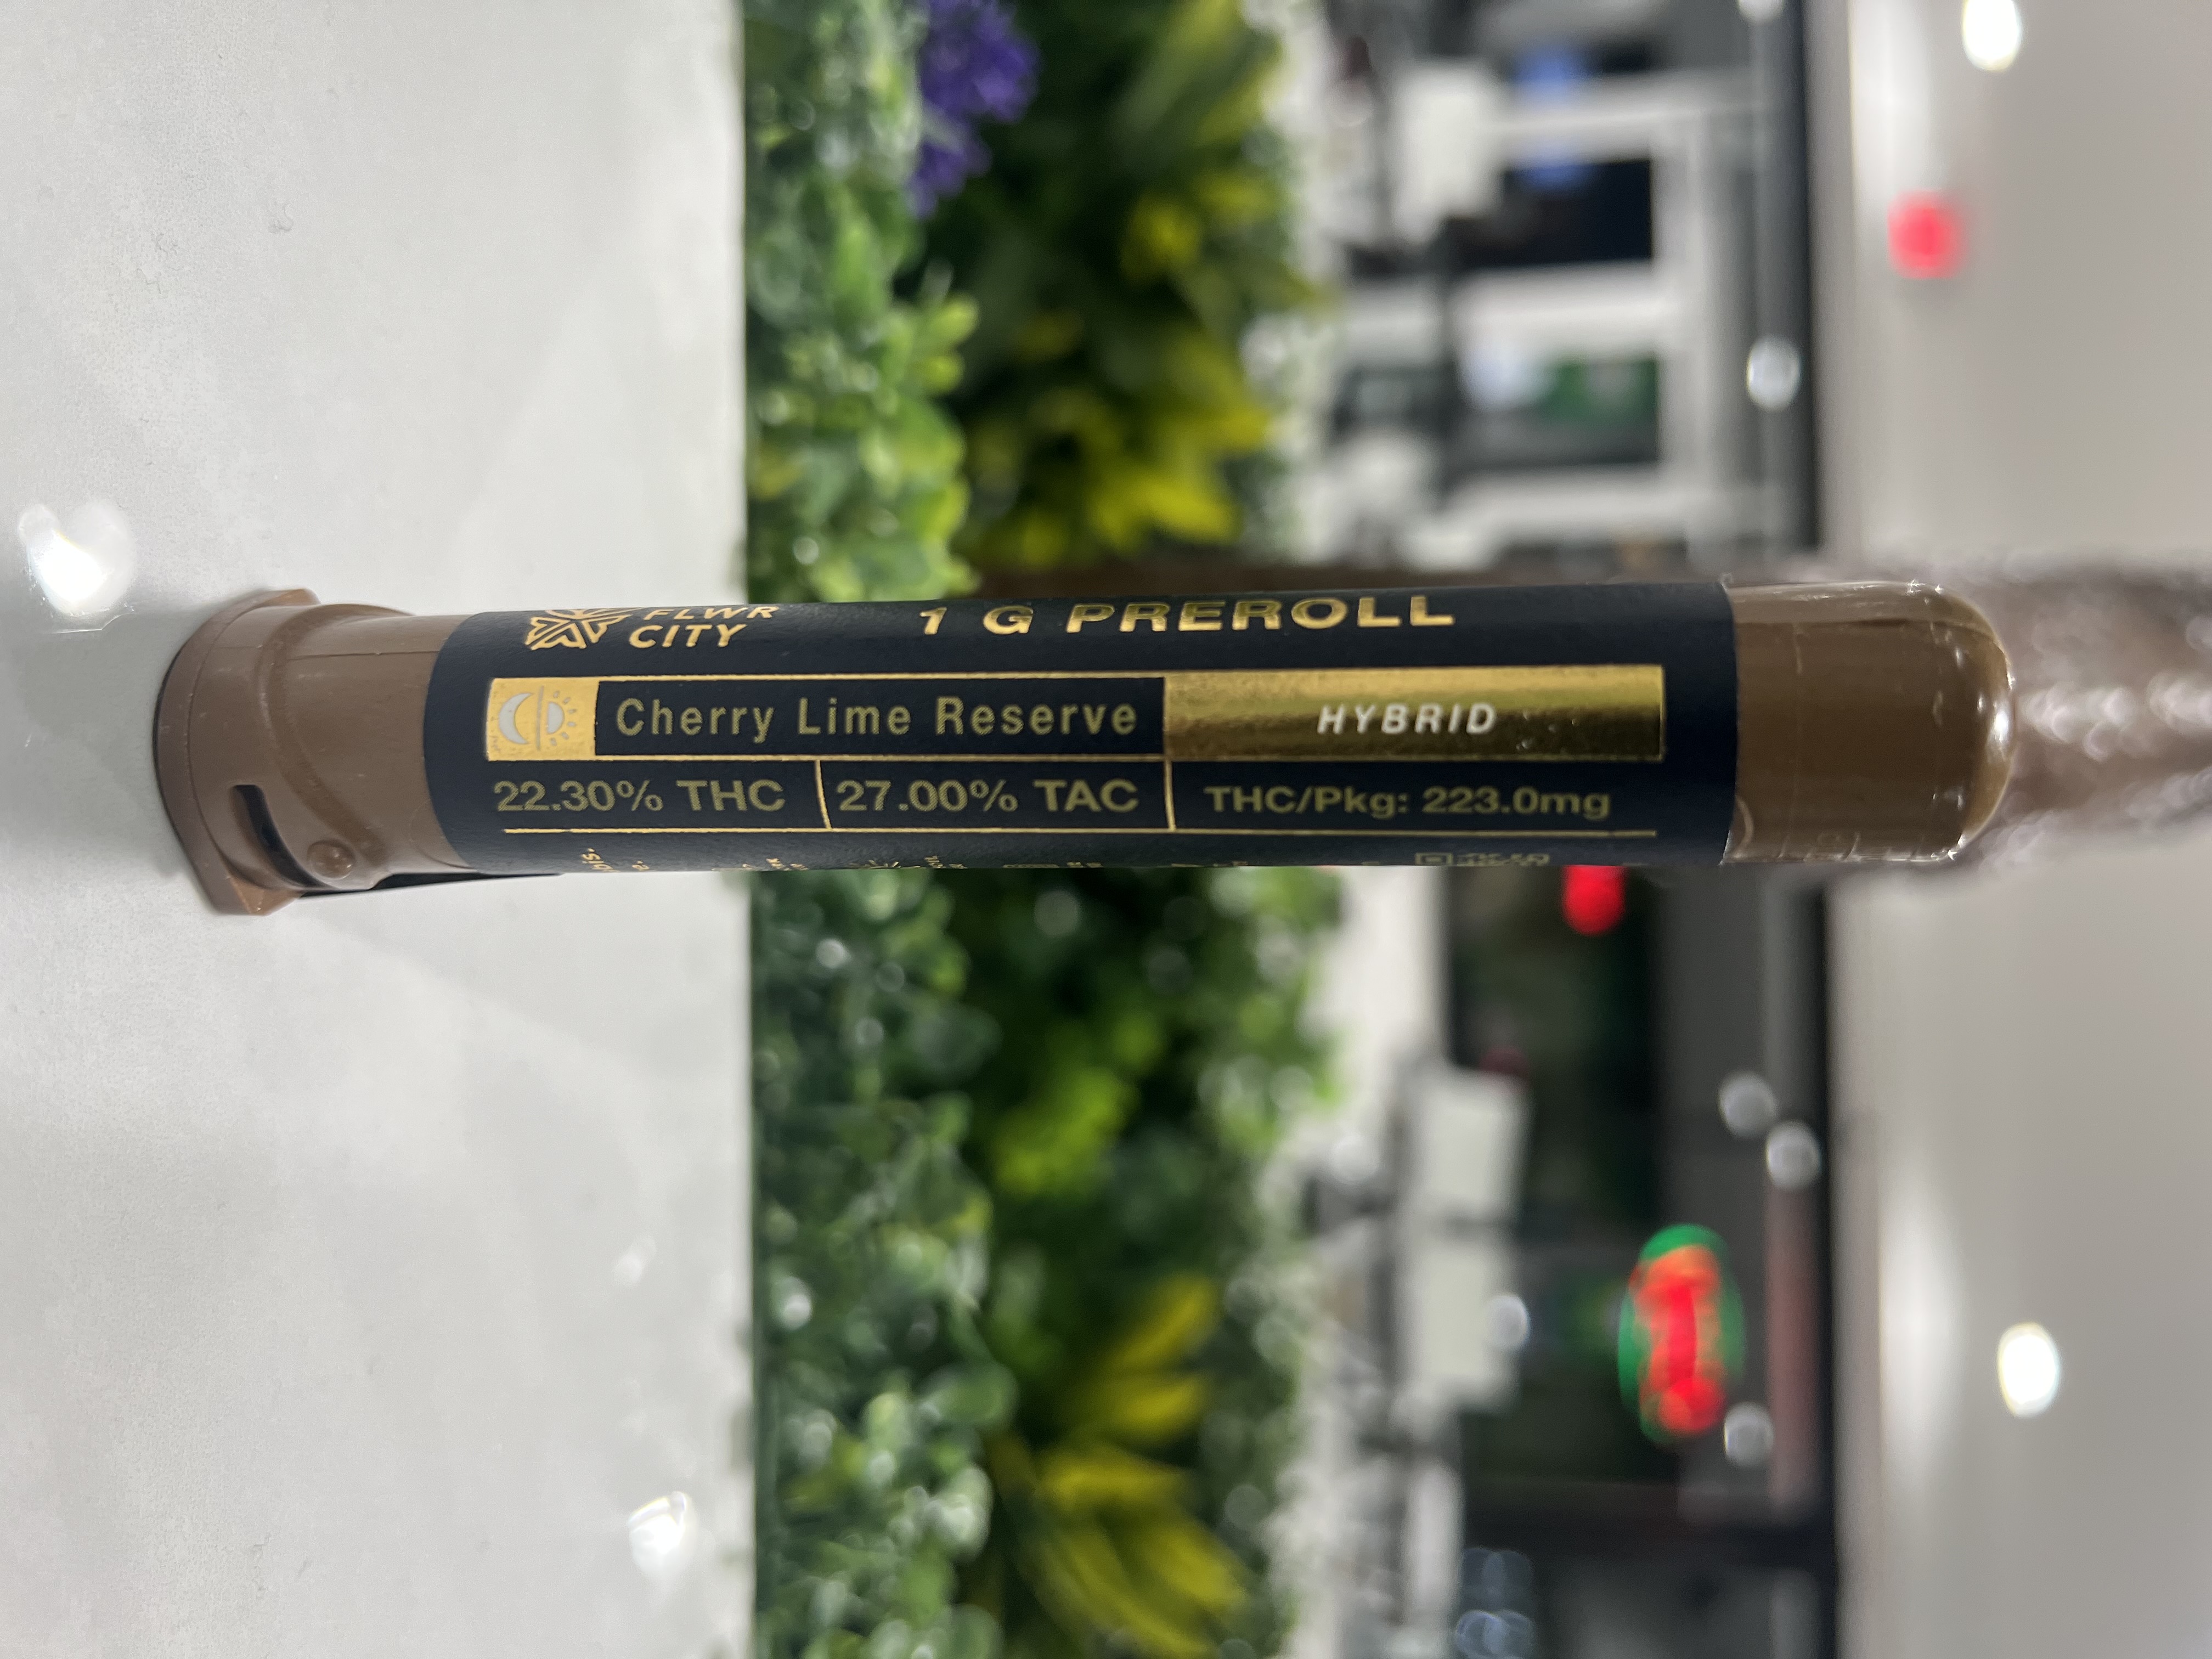 FLWR
CITY
1 G PREROLL
Cherry Lime Reserve
HYBRID
22.30% THC
27.00% TAC
THC/Pkg: 223.0mg